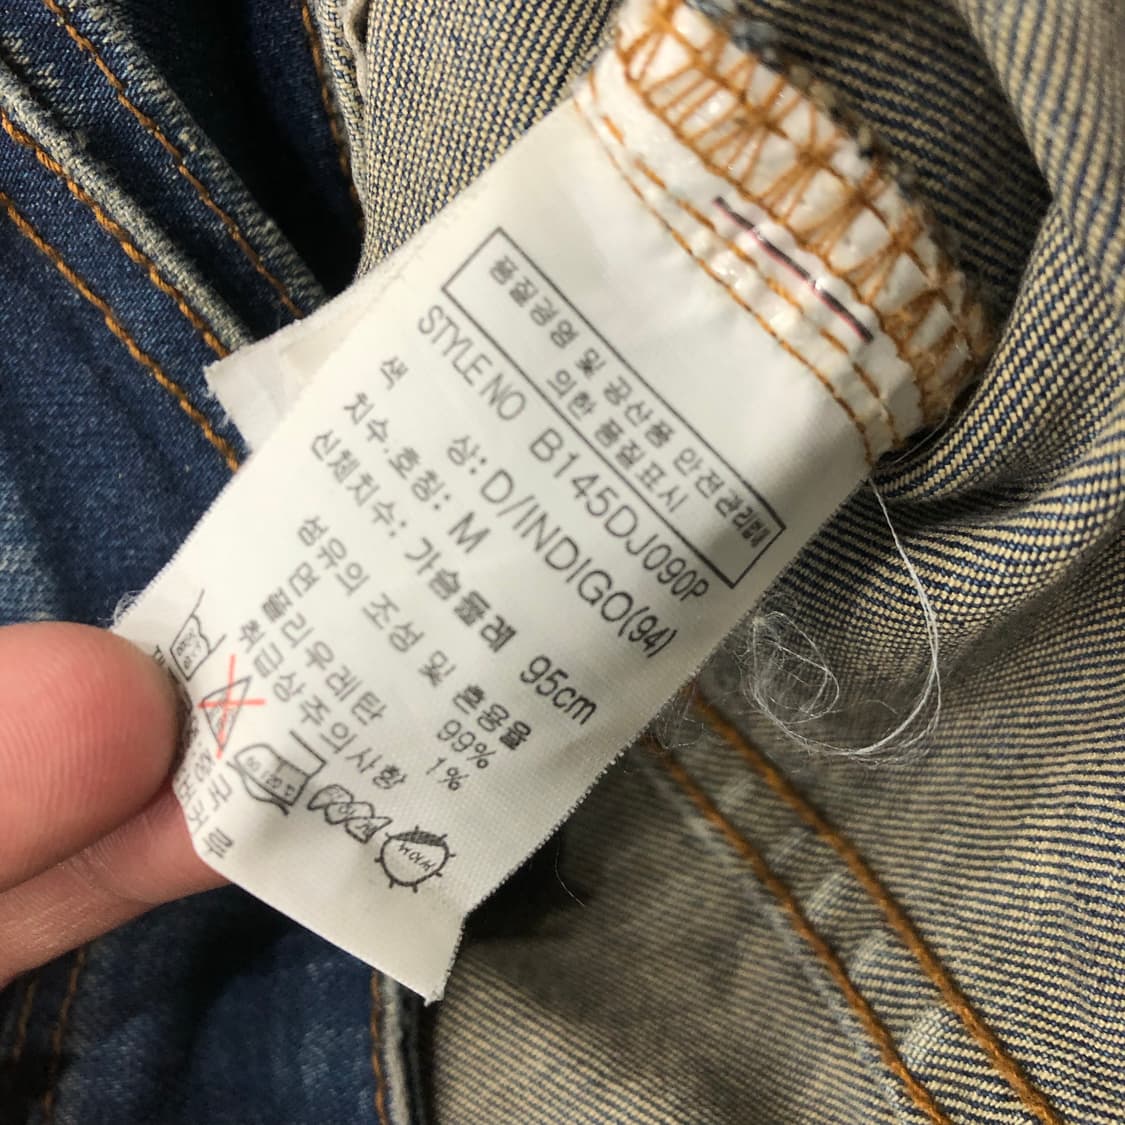 품질경영 및 공산품 안전관리법에
의한 품질표시
STYLE NO B145DJ090P
색 상: D/INDIGO(94)
치수.호칭: M
신체치수: 가슴둘레 95cm
섬유의 조성 및 혼용율
면 99%
폴리우레탄 1%
취급상주의사항